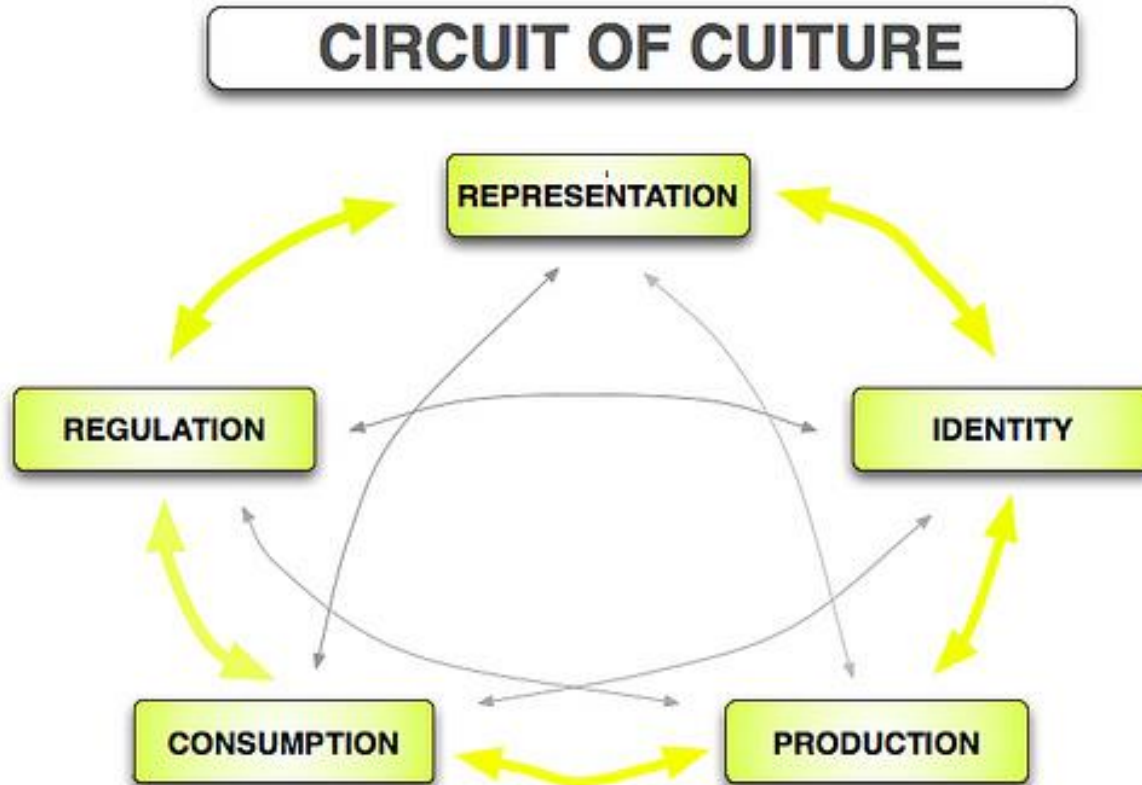 CIRCUIT OF CUITURE
REPRESENTATION
REGULATION
IDENTITY
CONSUMPTION
PRODUCTION